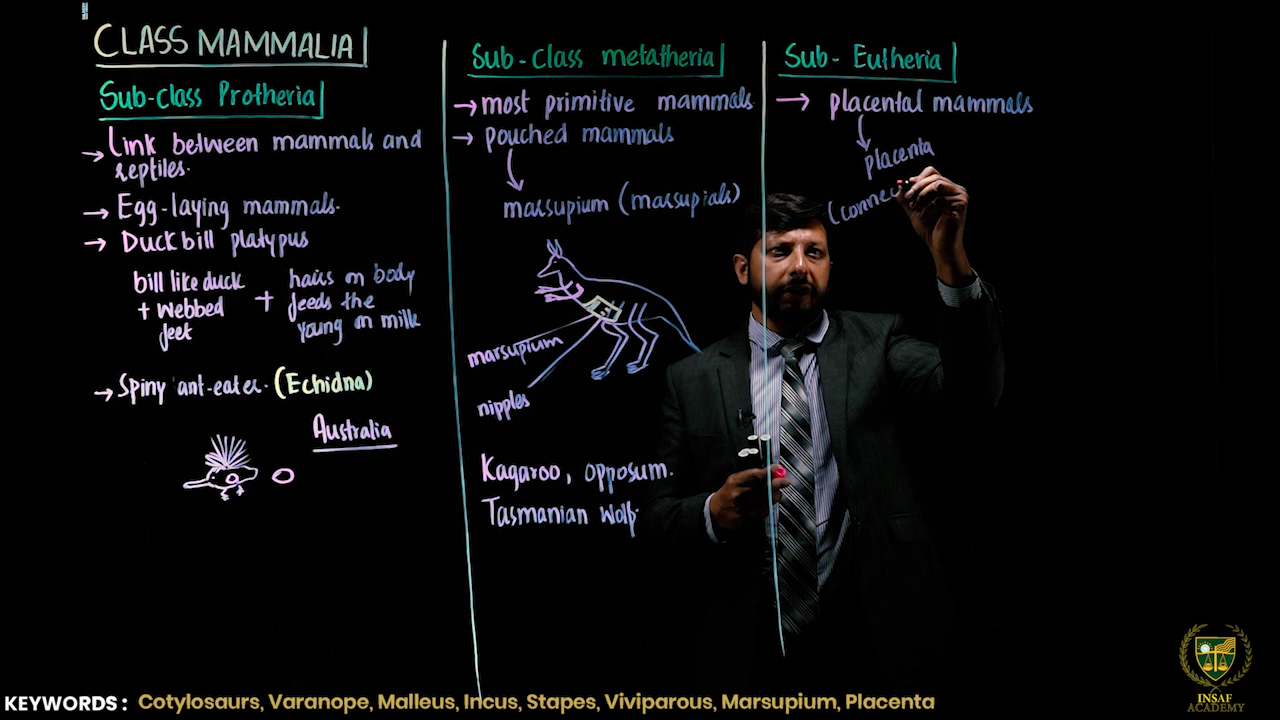 CLASS MAMMALIA
Sub-class Protheria
→ Link between mammals and
reptiles.
→ Egg-laying mammals.
→ Duckbill platypus
bill like duck
+ webbed
feet
+
hairs on body
feeds the
young on milk
→ Spiny ant-eater. (Echidna)
Australia
Sub-class metatheria
→ most primitive mammals
→ pouched mammals
marsupium (marsupials)
marsupium
nipples
Kagaroo, opposum.
Tasmanian wolf.
Sub-Eutheria
→ placental mammals
placenta
KEYWORDS: Cotylosaurs, Varanope, Malleus, Incus, Stapes, Viviparous, Marsupium, Placenta
INSAF
ACADEMY